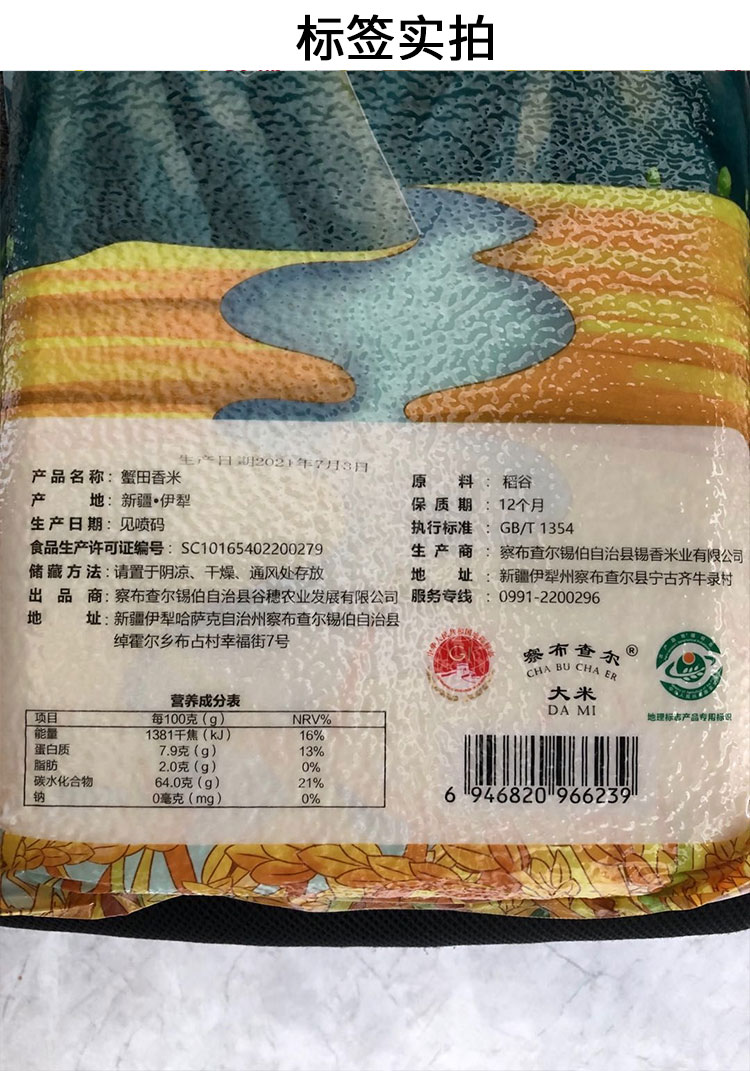 标签实拍
生产日期2021年7月3日
产品名称：蟹田香米
产 地：新疆•伊犁
生产日期：见喷码
食品生产许可证编号：SC10165402200279
储藏方法：请置于阴凉、干燥、通风处存放
出 品 商：察布查尔锡伯自治县谷穗农业发展有限公司
地 址：新疆伊犁哈萨克自治州察布查尔锡伯自治县
绰霍尔乡布占村幸福街7号
原 料：稻谷
保 质 期：12个月
执行标准：GB/T 1354
生 产 商：察布查尔锡伯自治县锡香米业有限公司
地 址：新疆伊犁州察布查尔县宁古齐牛录村
服务专线：0991-2200296
察布查尔®
CHA BU CHA ER
大米
DA MI
地理标志产品专用标识
营养成分表
项目 每100克（g） NRV%
能量 1381千焦（kJ） 16%
蛋白质 7.9克（g） 13%
脂肪 2.0克（g） 0%
碳水化合物 64.0克（g） 21%
钠 0毫克（mg） 0%
6 946820 966239